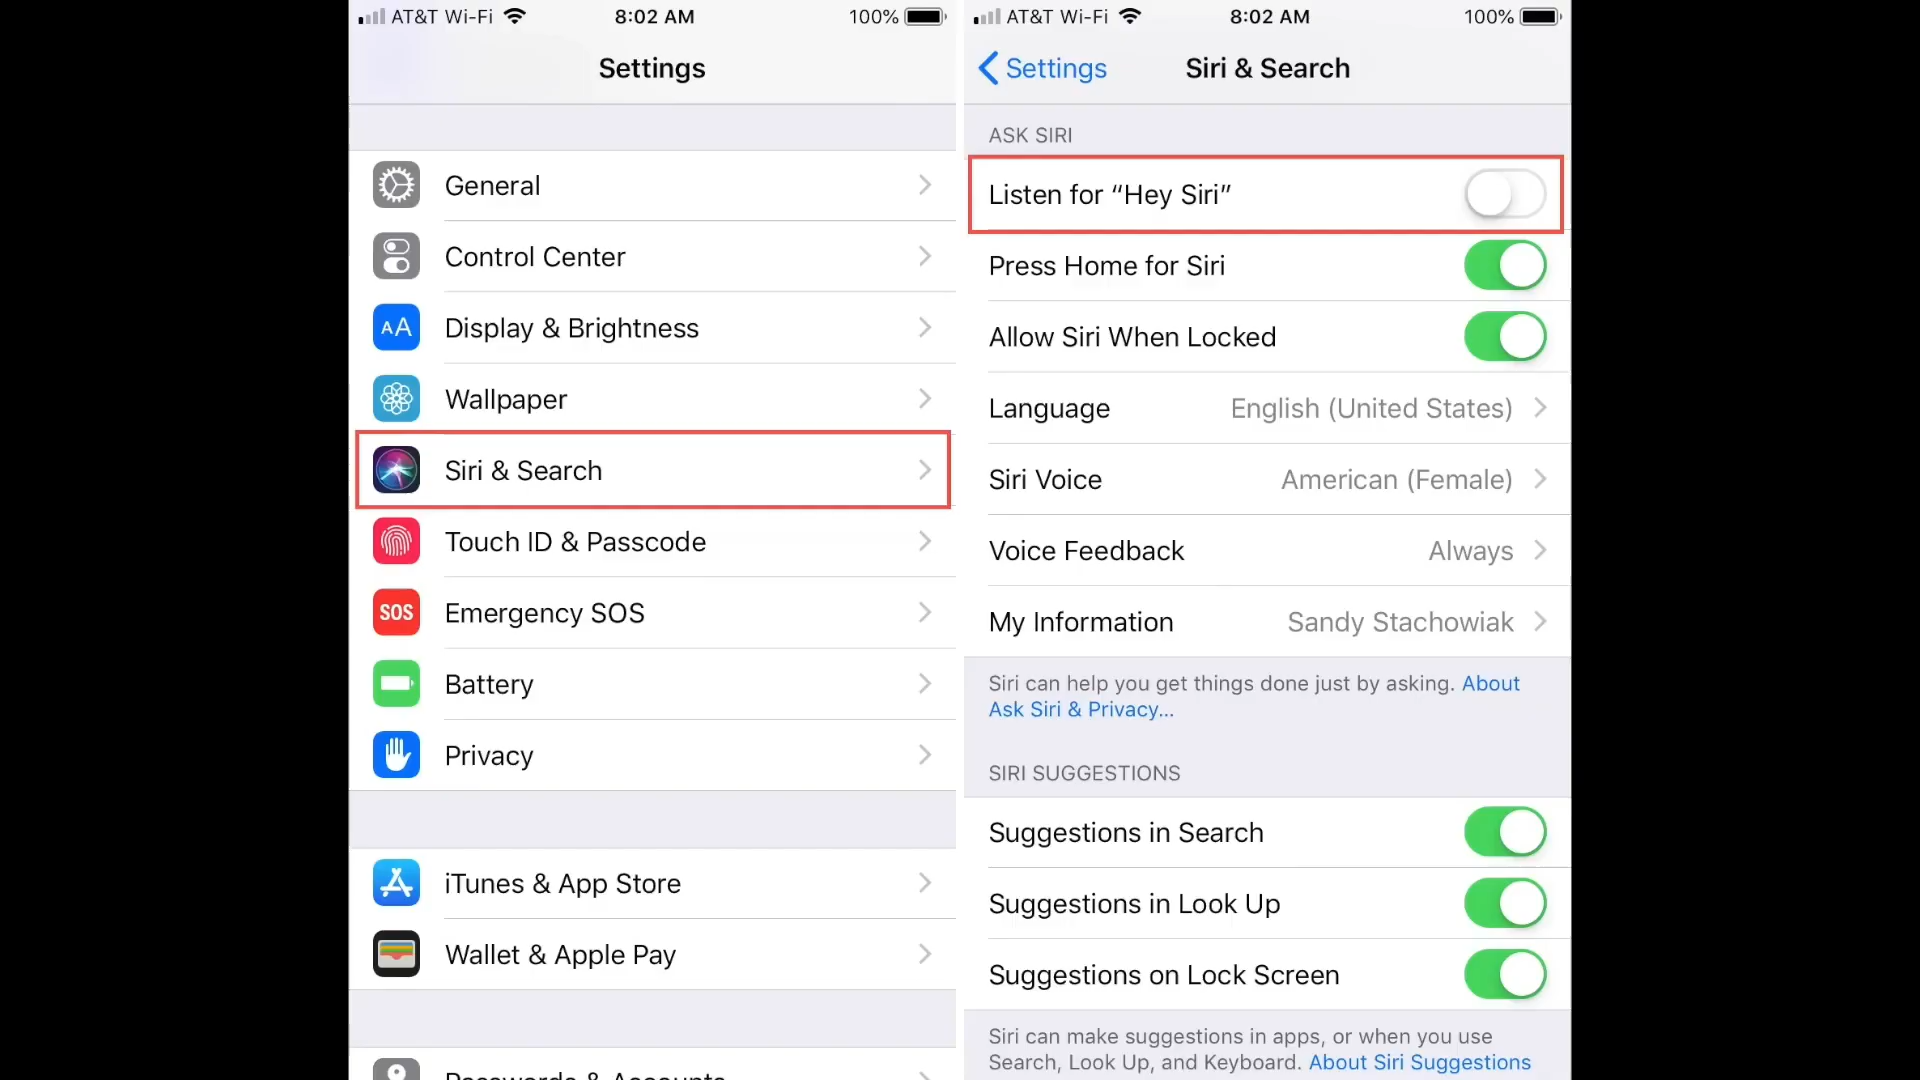 AT&T Wi-Fi 8:02 AM 100%
Settings
General
Control Center
AA Display & Brightness
Wallpaper
Siri & Search
Touch ID & Passcode
SOS Emergency SOS
Battery
Privacy
iTunes & App Store
Wallet & Apple Pay
Passwords & Accounts
AT&T Wi-Fi 8:02 AM 100%
Settings Siri & Search
ASK SIRI
Listen for “Hey Siri”
Press Home for Siri
Allow Siri When Locked
Language English (United States)
Siri Voice American (Female)
Voice Feedback Always
My Information Sandy Stachowiak
Siri can help you get things done just by asking. About
Ask Siri & Privacy...
SIRI SUGGESTIONS
Suggestions in Search
Suggestions in Look Up
Suggestions on Lock Screen
Siri can make suggestions in apps, or when you use
Search, Look Up, and Keyboard. About Siri Suggestions